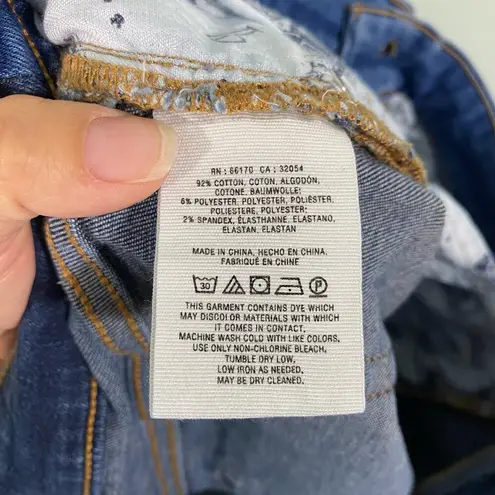 RN : 66170 CA : 32054
92% COTTON, COTON, ALGODÓN,
COTONE, BAUMWOLLE;
6% POLYESTER, POLYESTER, POLIÉSTER,
POLIESTERE, POLYESTER;
2% SPANDEX, ÉLASTHANNE, ELASTANO,
ELASTAN, ELASTAN
MADE IN CHINA, HECHO EN CHINA,
FABRIQUÉ EN CHINE
30 P
THIS GARMENT CONTAINS DYE WHICH
MAY DISCOLOR MATERIALS WITH WHICH
IT COMES IN CONTACT.
MACHINE WASH COLD WITH LIKE COLORS.
USE ONLY NON-CHLORINE BLEACH,
TUMBLE DRY LOW.
LOW IRON AS NEEDED.
MAY BE DRY CLEANED.